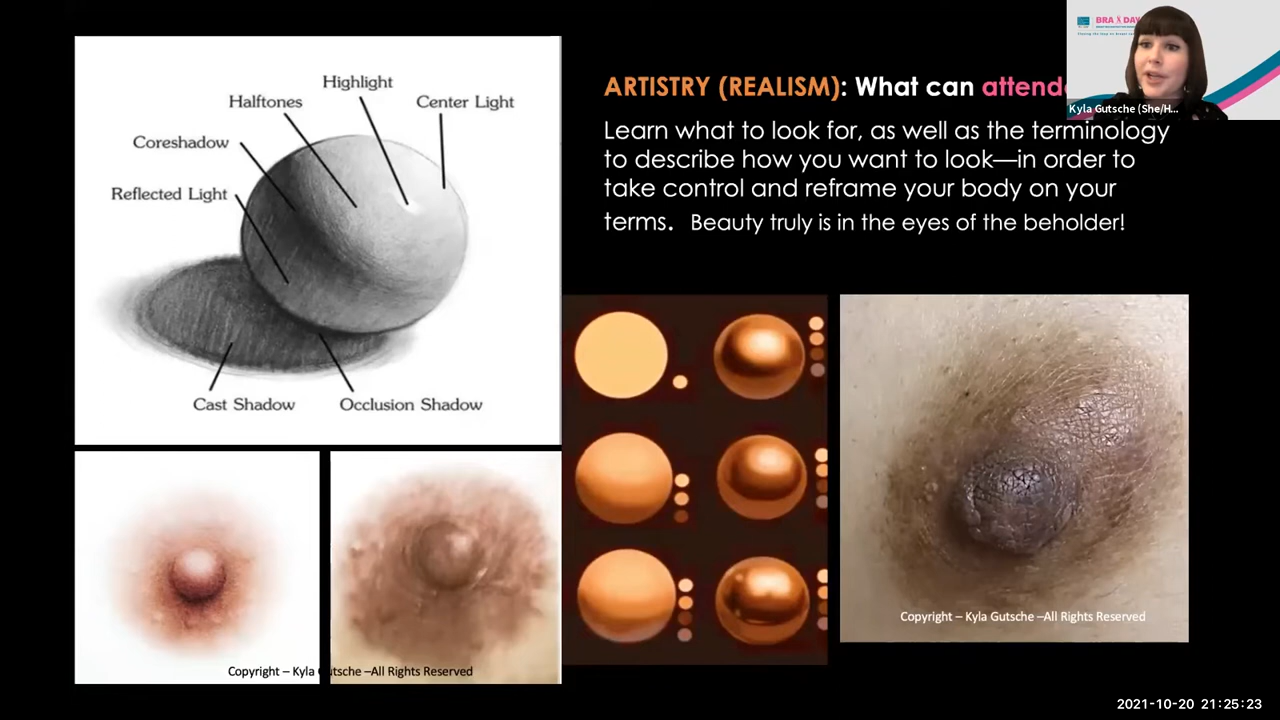 Highlight
Halftones
Center Light
Coreshadow
Reflected Light
Cast Shadow
Occlusion Shadow
ARTISTRY (REALISM): What can
Learn what to look for, as well as the terminology
to describe how you want to look—in order to
take control and reframe your body on your
terms. Beauty truly is in the eyes of the beholder!
BRA DAY
Kyla Gutsche (She/H...
Copyright – Kyla Gutsche –All Rights Reserved
Copyright – Kyla Gutsche –All Rights Reserved
2021-10-20 21:25:23